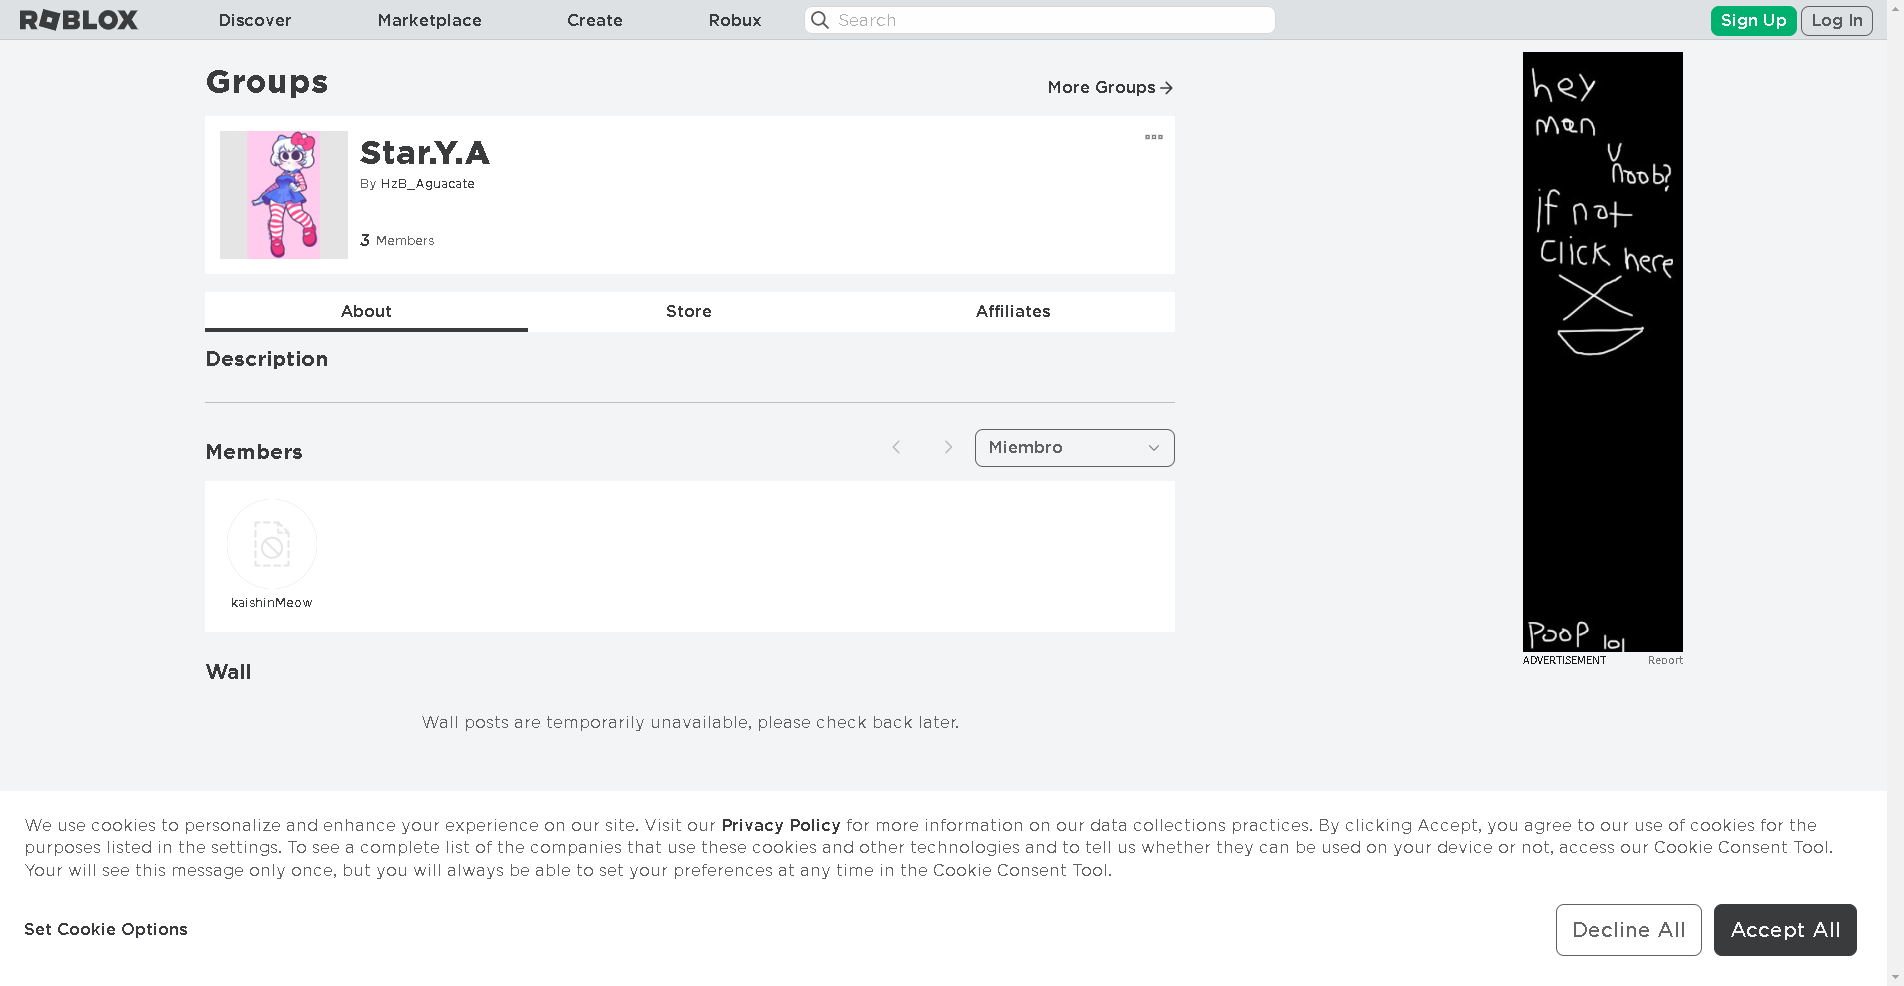 ROBLOX
Discover
Marketplace
Create
Robux
Search
Sign Up
Log In
Groups
More Groups
Star.Y.A
By HzB_Aguacate
3 Members
About
Store
Affiliates
Description
Members
Miembro
kaishinMeow
Wall
Wall posts are temporarily unavailable, please check back later.
hey
men
U
noob?
if not
click here
POOP lol
ADVERTISEMENT
Report
We use cookies to personalize and enhance your experience on our site. Visit our Privacy Policy for more information on our data collections practices. By clicking Accept, you agree to our use of cookies for the
purposes listed in the settings. To see a complete list of the companies that use these cookies and other technologies and to tell us whether they can be used on your device or not, access our Cookie Consent Tool.
Your will see this message only once, but you will always be able to set your preferences at any time in the Cookie Consent Tool.
Set Cookie Options
Decline All
Accept All